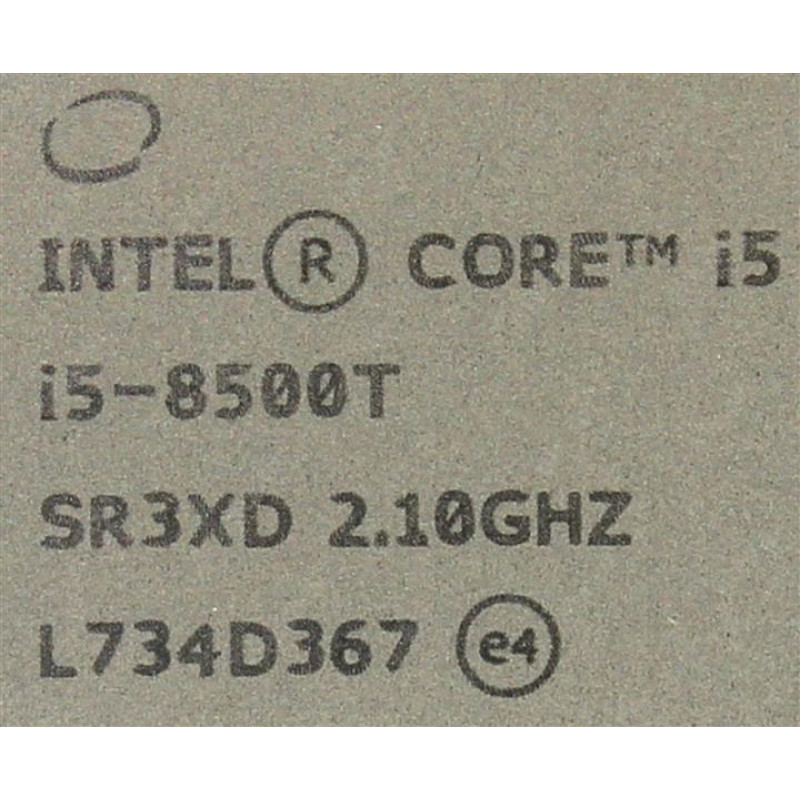 INTEL® CORE™ i5
i5-8500T
SR3XD 2.10GHZ
L734D367 e4